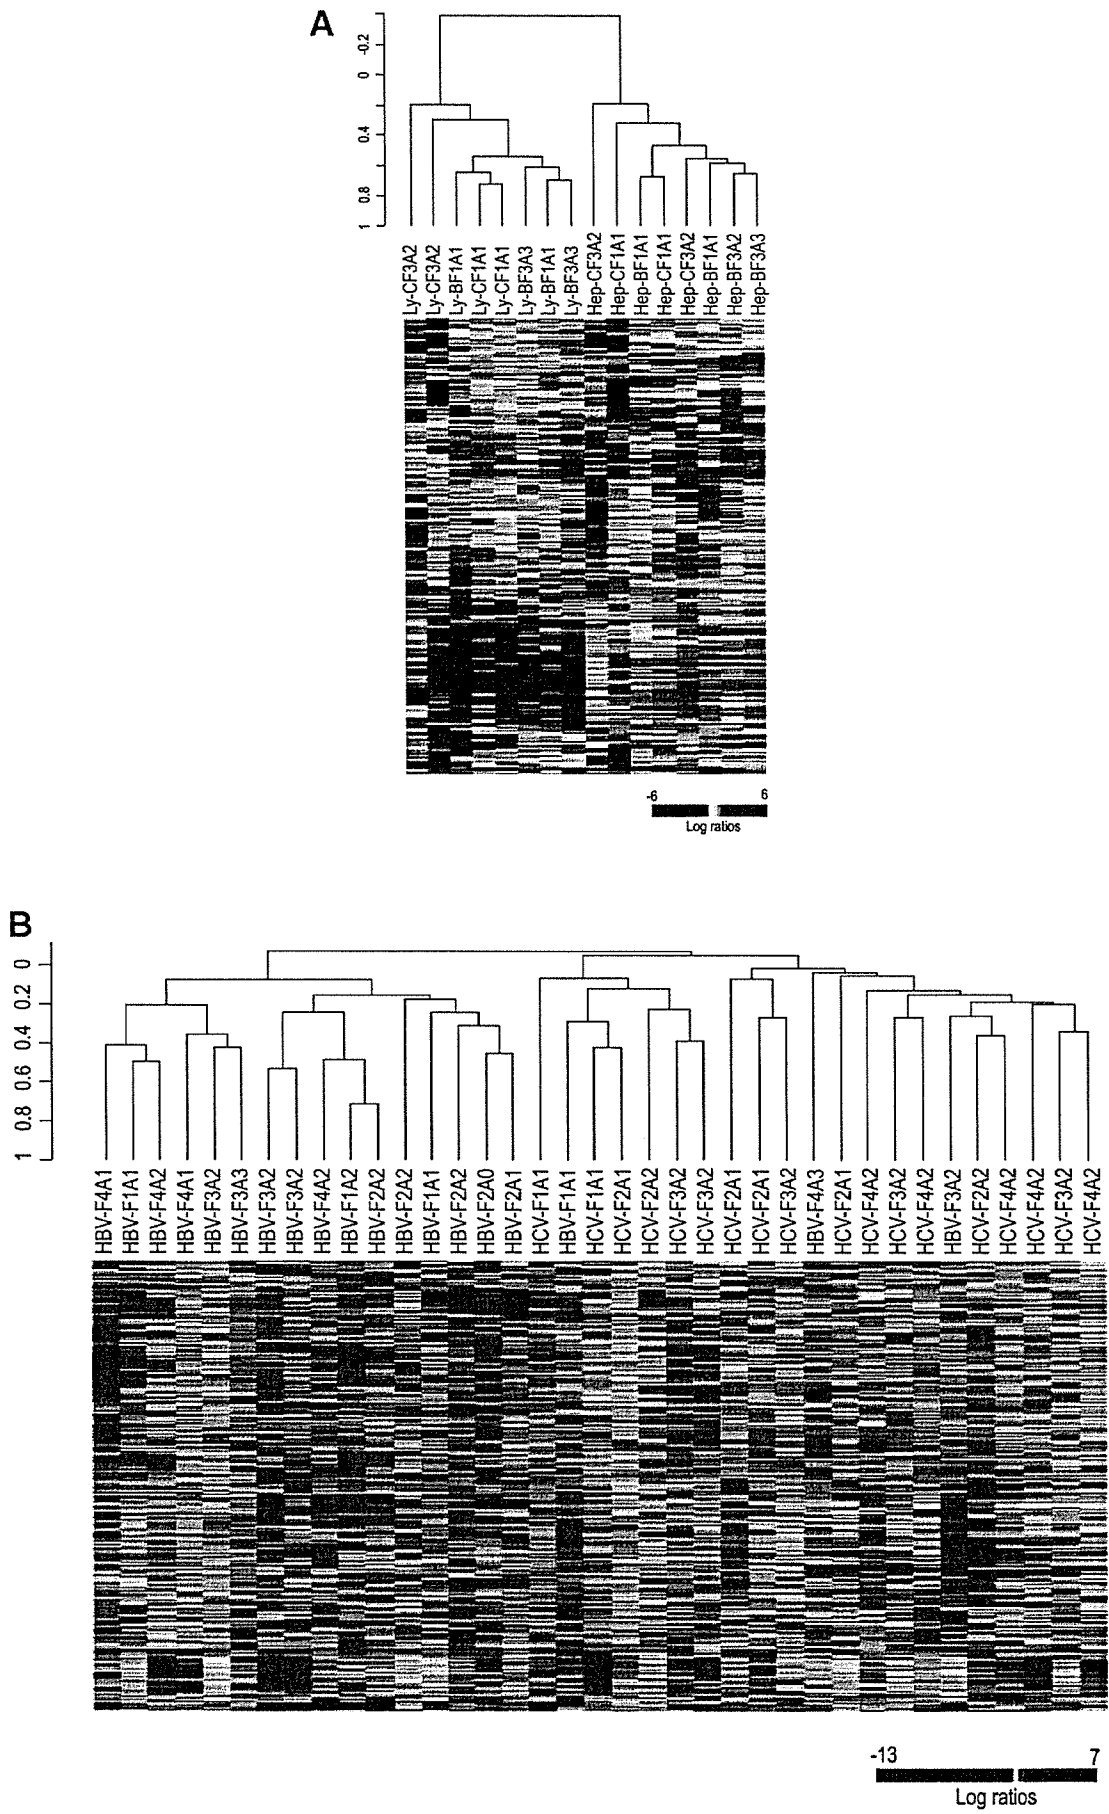 A
-0.2
0
0.4
0.8
1
Ly-CF3A2
Ly-CF3A2
Ly-BF1A1
Ly-CF1A1
Ly-CF1A1
Ly-BF3A3
Ly-BF1A1
Ly-BF3A3
Hep-CF3A2
Hep-CF1A1
Hep-BF1A1
Hep-CF1A1
Hep-CF3A2
Hep-BF1A1
Hep-BF3A2
Hep-BF3A3
-6 6
Log ratios
B
0
0.2
0.4
0.6
0.8
1
HBV-F4A1
HBV-F1A1
HBV-F4A2
HBV-F4A1
HBV-F3A2
HBV-F3A3
HBV-F3A2
HBV-F3A2
HBV-F4A2
HBV-F1A2
HBV-F2A2
HBV-F2A2
HBV-F1A1
HBV-F2A2
HBV-F2A0
HBV-F2A1
HCV-F1A1
HBV-F1A1
HCV-F1A1
HCV-F2A1
HCV-F2A2
HCV-F3A2
HCV-F3A2
HCV-F2A1
HCV-F2A1
HCV-F3A2
HBV-F4A3
HCV-F2A1
HCV-F4A2
HCV-F3A2
HCV-F4A2
HBV-F3A2
HCV-F2A2
HCV-F4A2
HCV-F4A2
HCV-F3A2
HCV-F4A2
-13 7
Log ratios